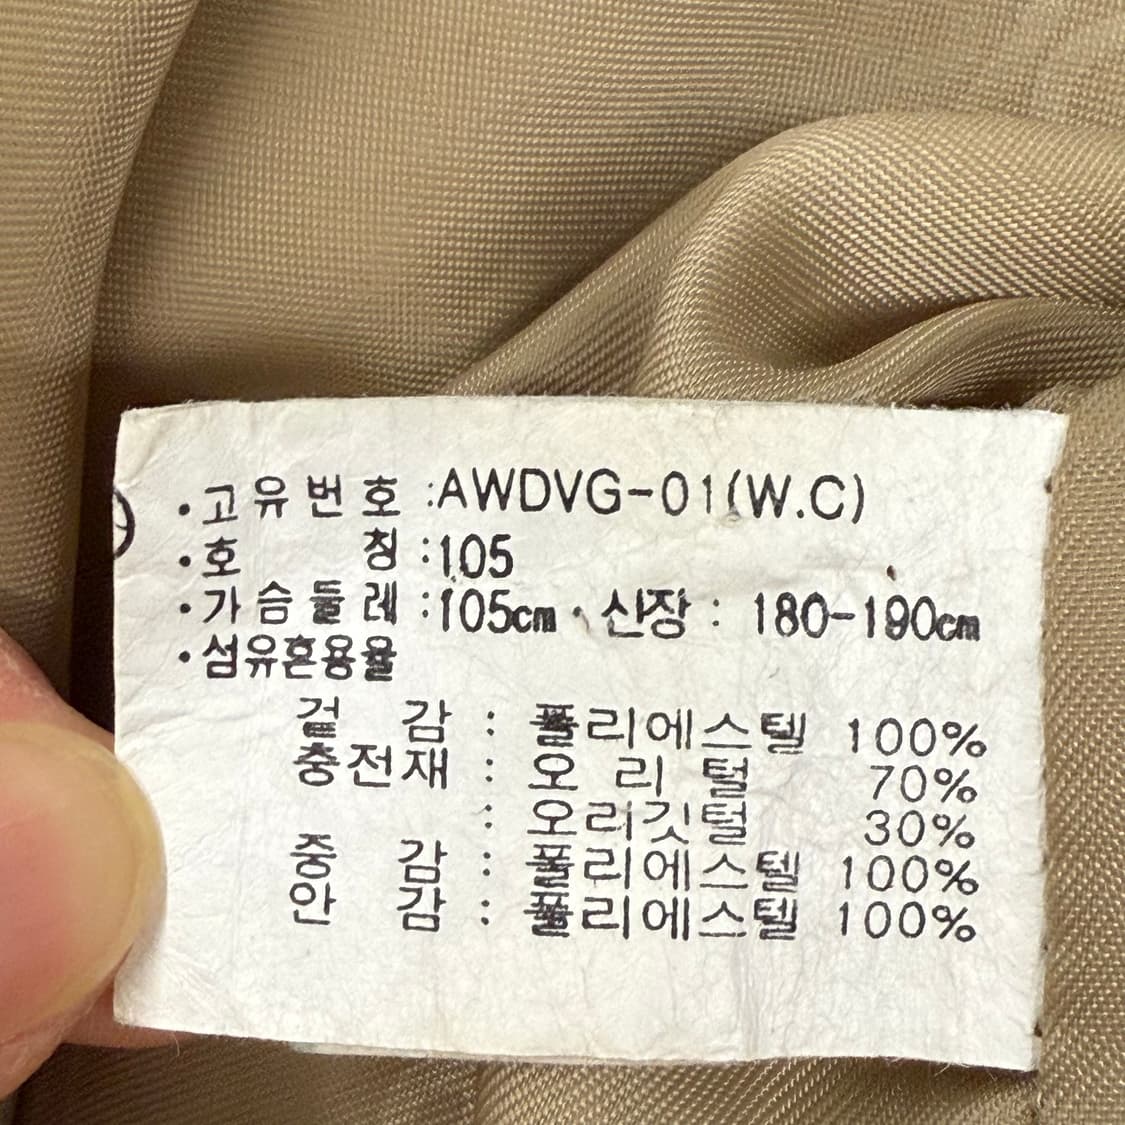 ·고유번호 :AWDVG-01(W.C)
·호 칭 :105
·가슴둘레 :105cm · 신장 : 180-190cm
·섬유혼용율
겉 감 : 폴리에스텔 100%
충전재 : 오 리 털 70%
: 오리깃털 30%
중 감 : 폴리에스텔 100%
안 감 : 폴리에스텔 100%